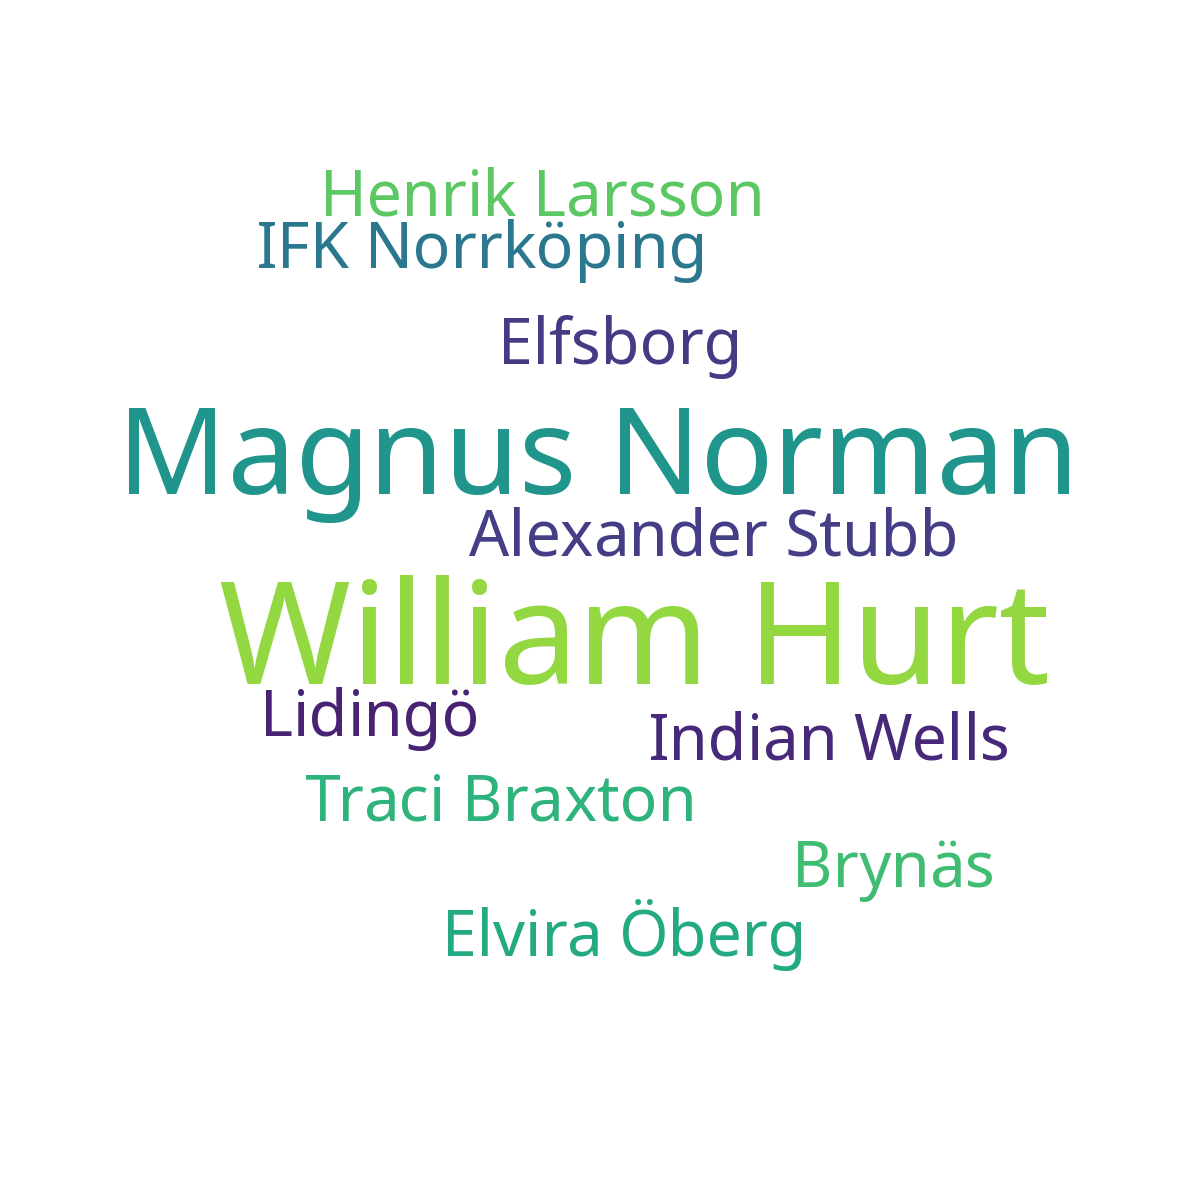 Henrik Larsson
IFK Norrköping
Elfsborg
Magnus Norman
Alexander Stubb
William Hurt
Lidingö
Indian Wells
Traci Braxton
Brynäs
Elvira Öberg